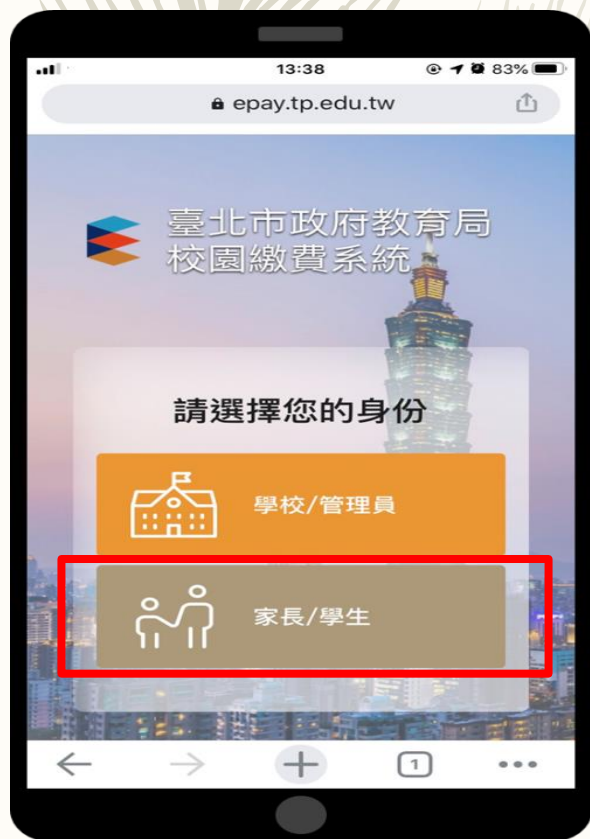 13:38
83%
epay.tp.edu.tw
臺北市政府教育局
校園繳費系統
請選擇您的身份
學校/管理員
家長/學生
1